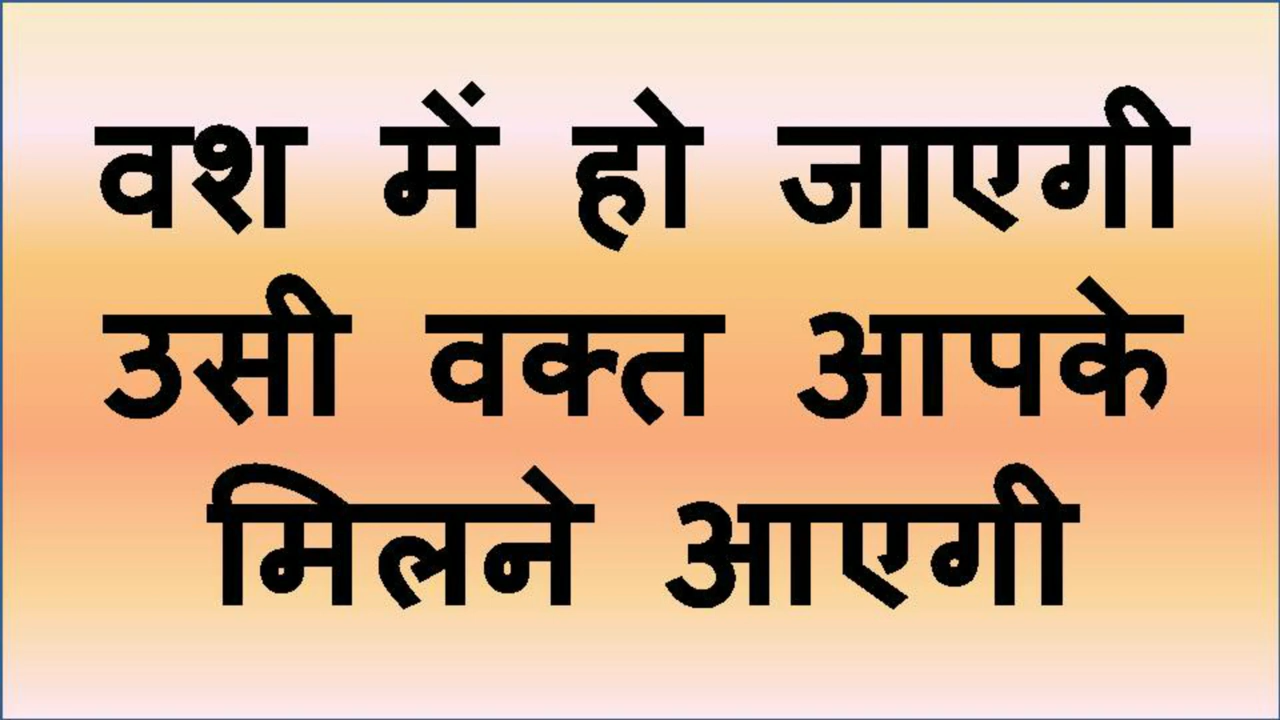 वश में हो जाएगी
उसी वक्त आपके
मिलने आएगी